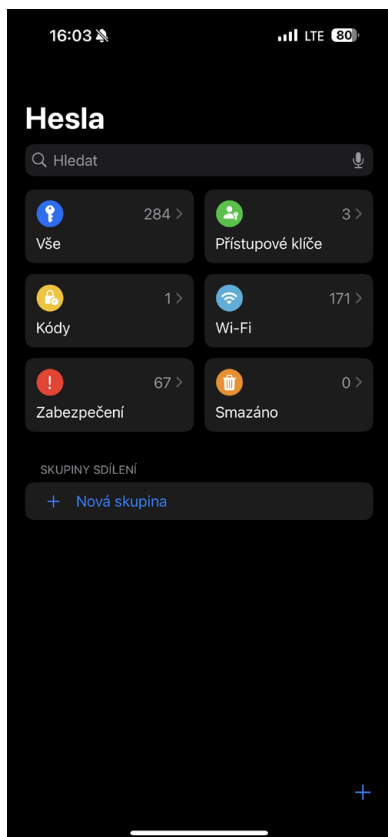 16:03
LTE 80
Hesla
Hledat
284
3
Vše
Přístupové klíče
1
171
Kódy
Wi-Fi
67
0
Zabezpečení
Smazáno
SKUPINY SDÍLENÍ
+ Nová skupina
+